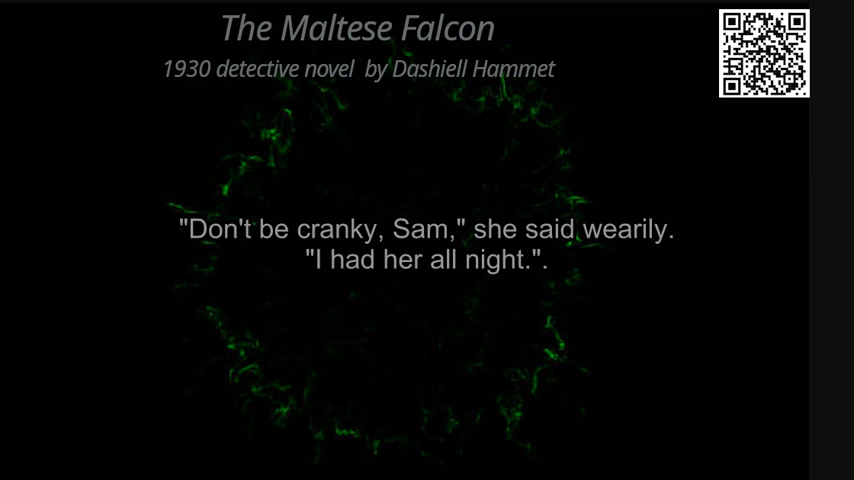 The Maltese Falcon
1930 detective novel  by Dashiell Hammet
"Don't be cranky, Sam," she said wearily.
"I had her all night.".